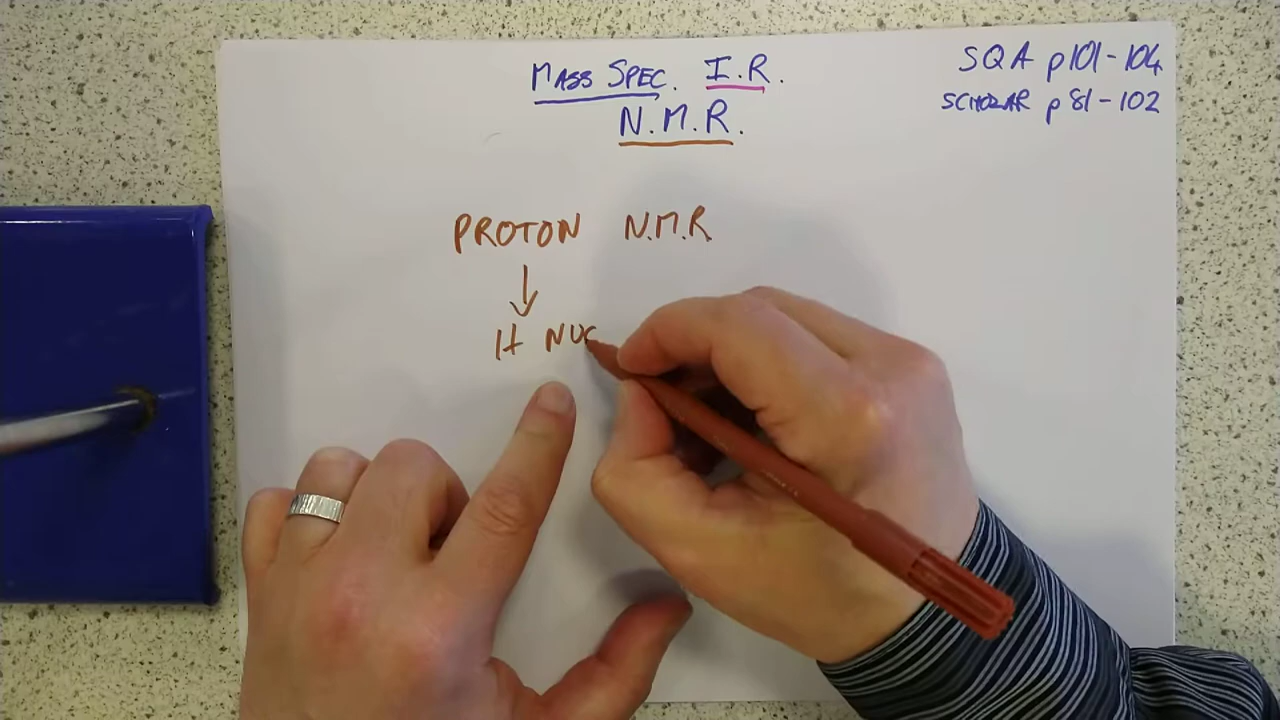 MASS SPEC. I.R.
N.M.R.
SQA p101-104
SCHOLAR p81-102
PROTON N.M.R.
↓
H NUC